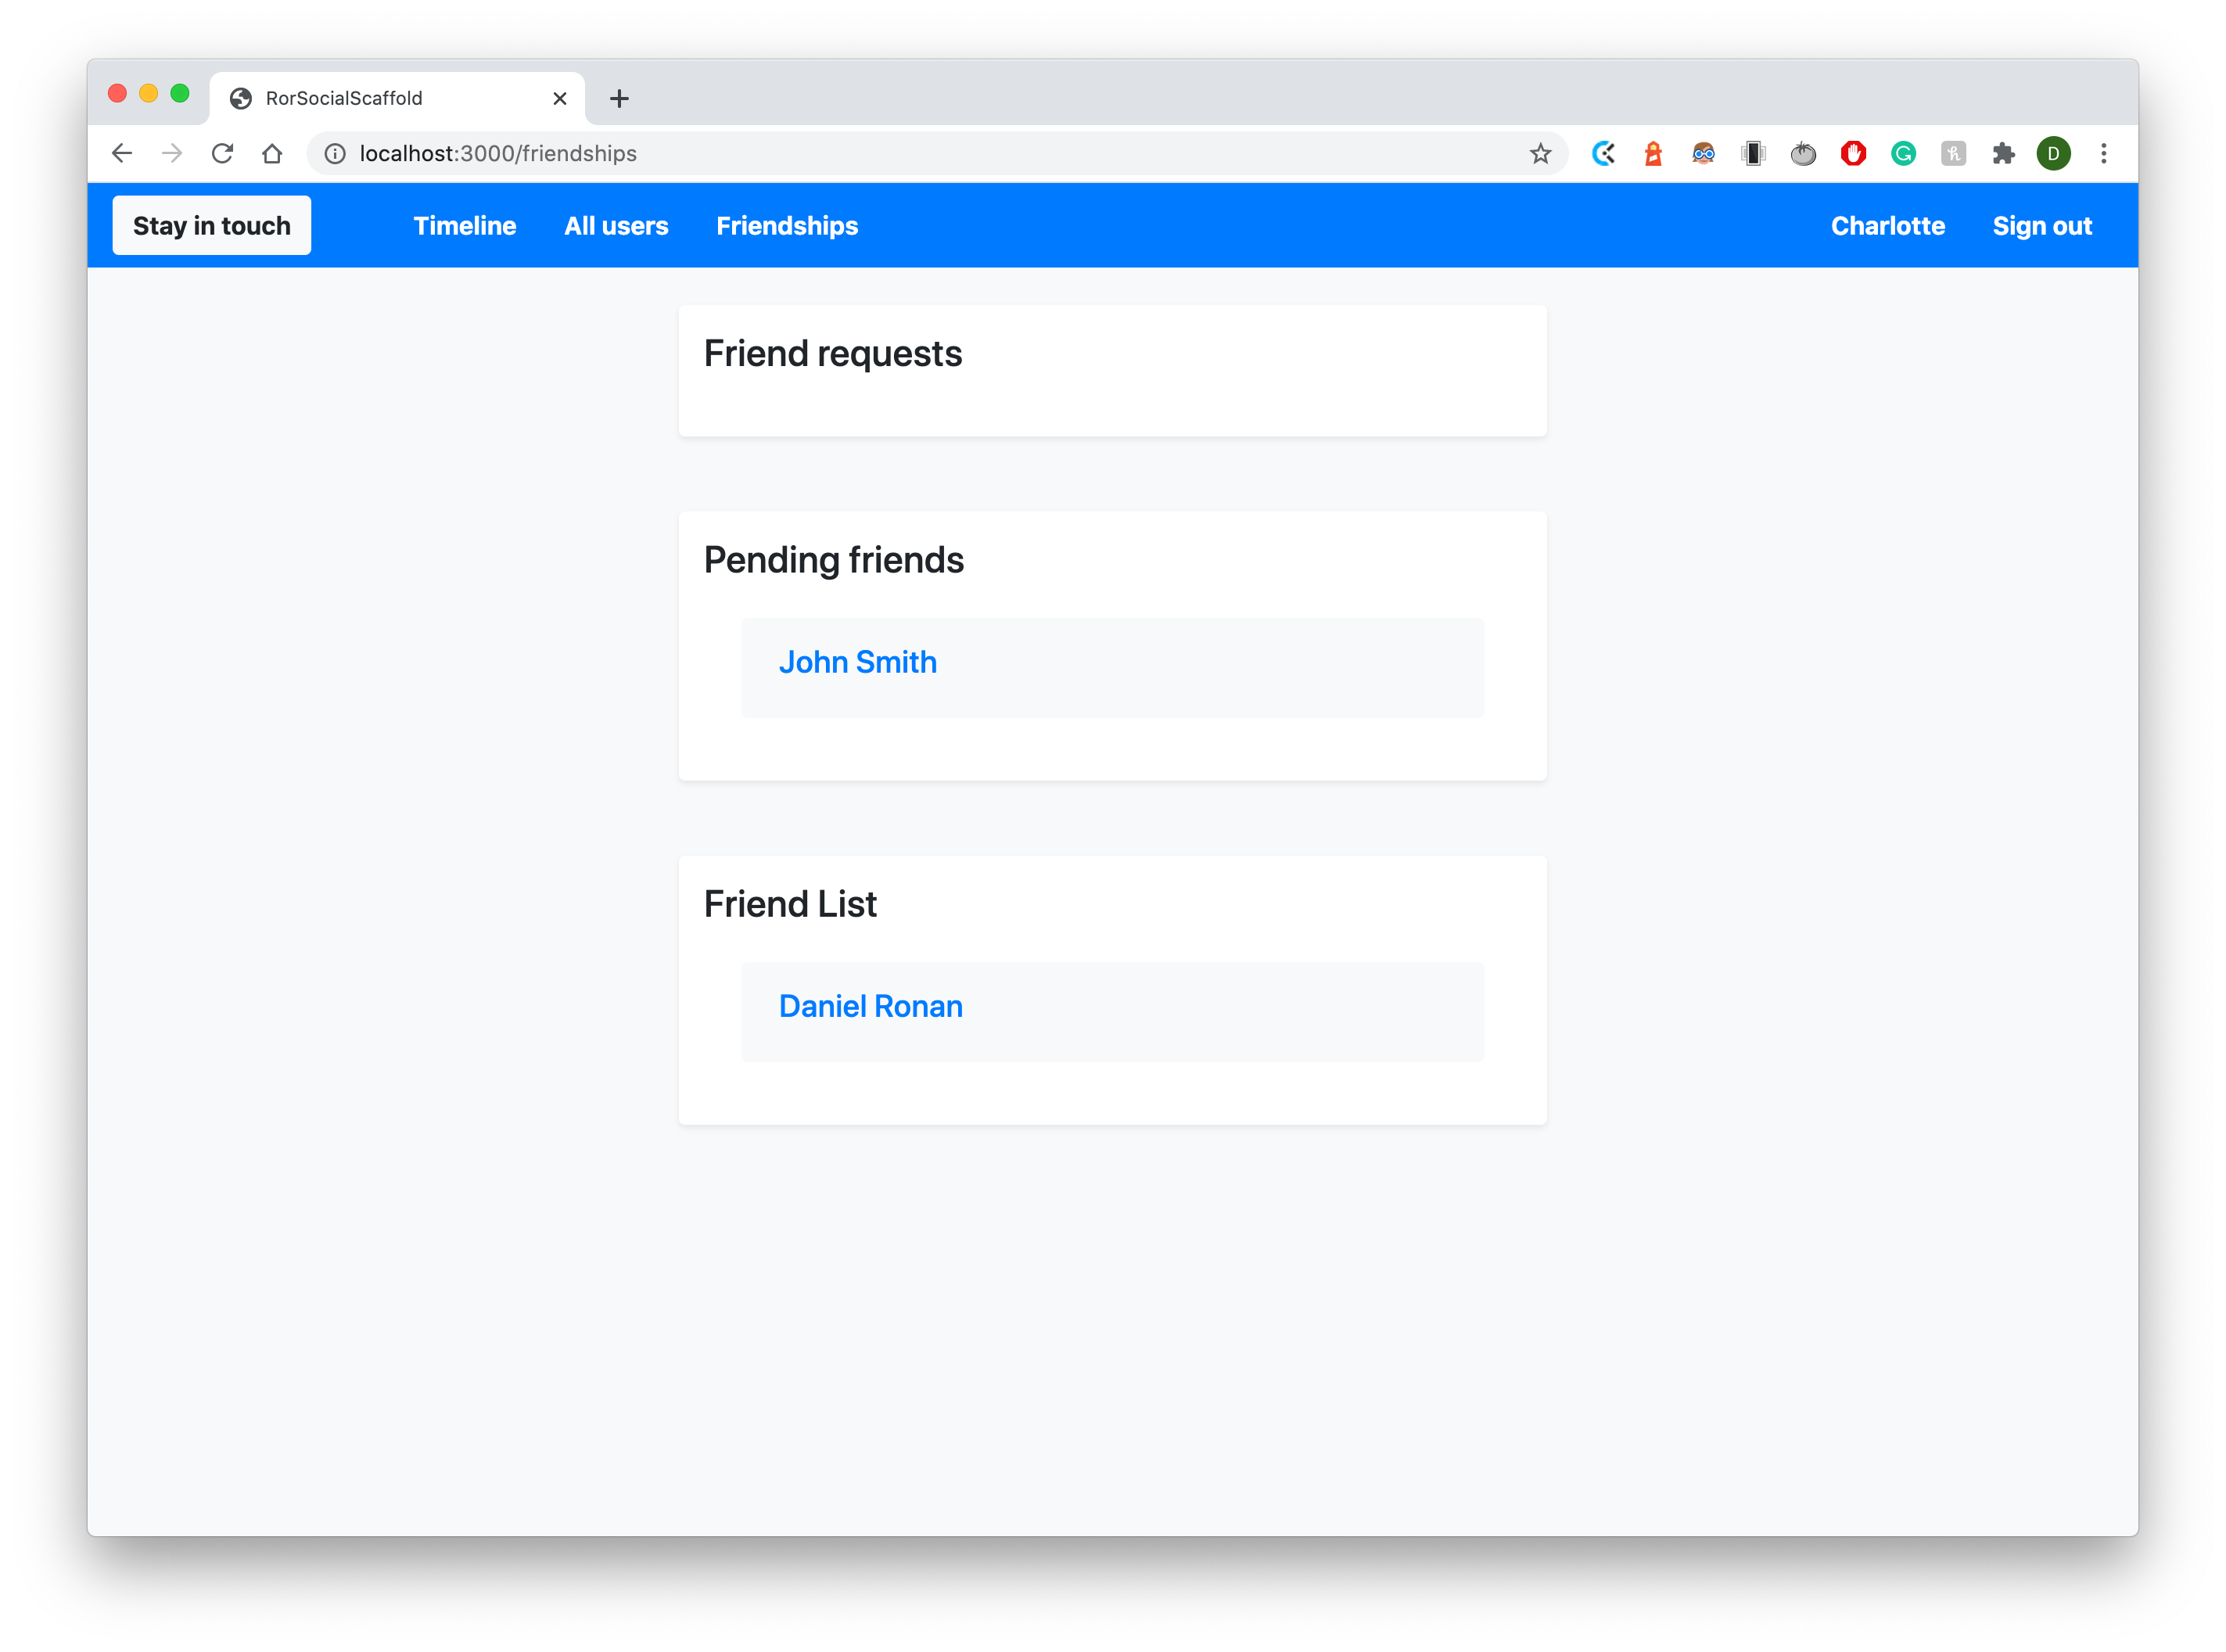 RorSocialScaffold
localhost:3000/friendships
D
Stay in touch
Timeline
All users
Friendships
Charlotte
Sign out
Friend requests
Pending friends
John Smith
Friend List
Daniel Ronan